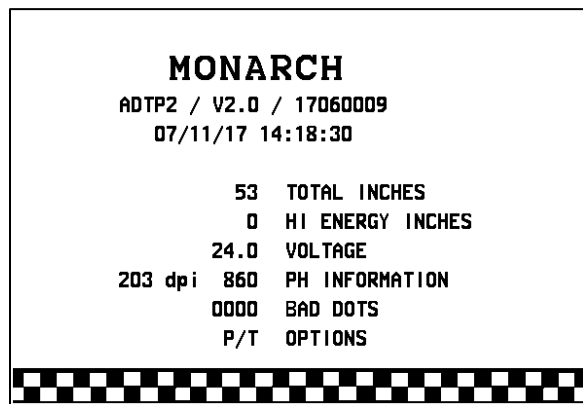 MONARCH
ADTP2 / V2.0 / 17060009
07/11/17 14:18:30
53 TOTAL INCHES
0 HI ENERGY INCHES
24.0 VOLTAGE
203 dpi 860 PH INFORMATION
0000 BAD DOTS
P/T OPTIONS